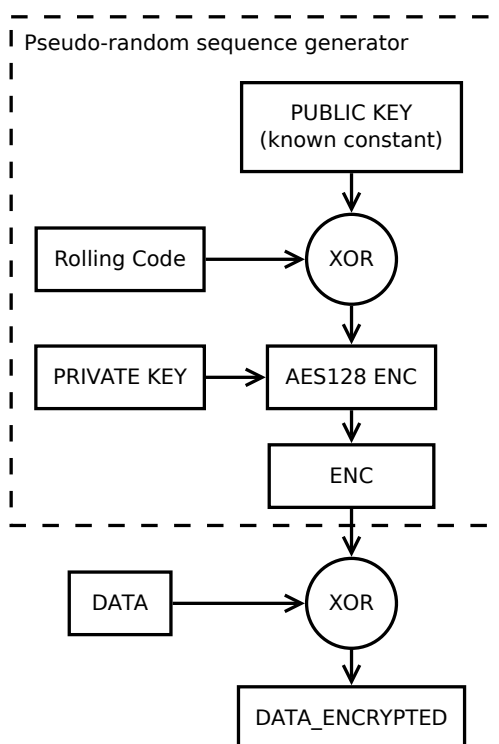 Pseudo-random sequence generator
PUBLIC KEY
(known constant)
Rolling Code
XOR
PRIVATE KEY
AES128 ENC
ENC
DATA
XOR
DATA_ENCRYPTED